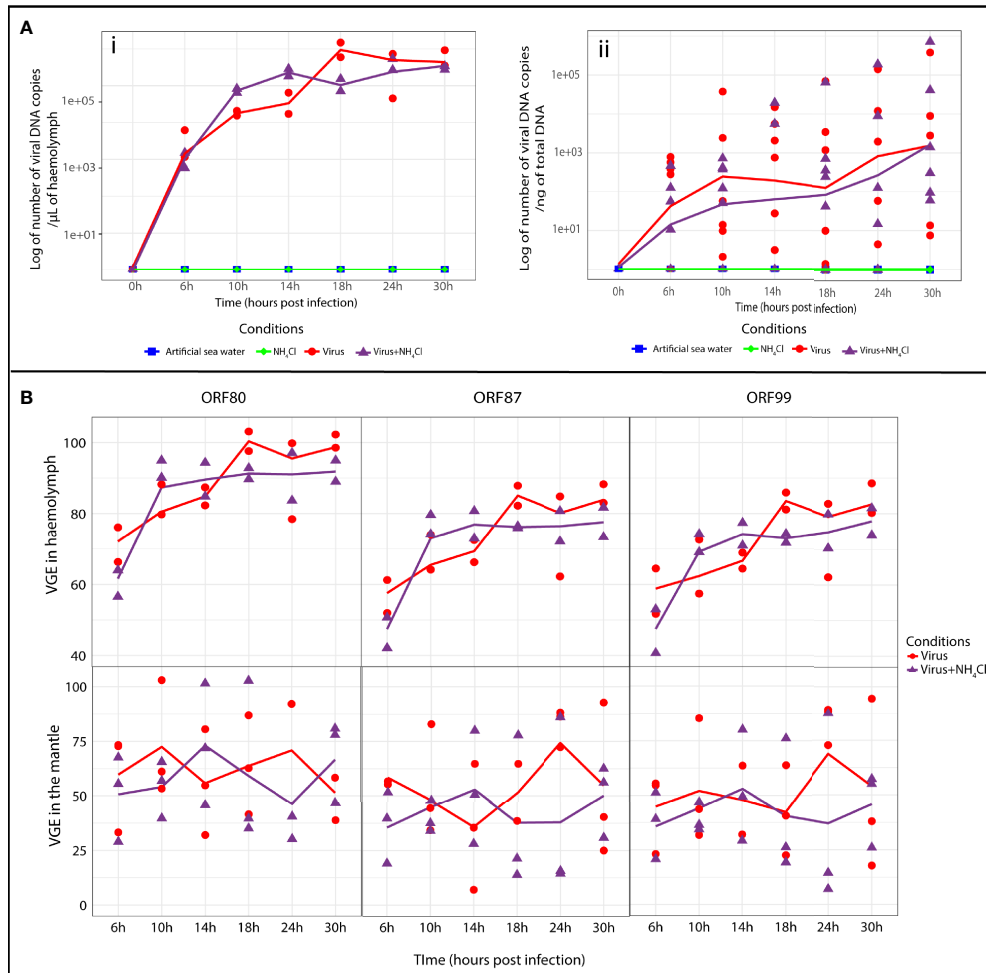 A
i
Log of number of viral DNA copies
/µL of haemolymph
1e+05
1e+03
1e+01
0h 6h 10h 14h 18h 24h 30h
Time (hours post infection)
Conditions
Artificial sea water NH4Cl Virus Virus+NH4Cl
ii
Log of number of viral DNA copies
/ng of total DNA
1e+05
1e+03
1e+01
0h 6h 10h 14h 18h 24h 30h
Time (hours post infection)
Conditions
Artificial sea water NH4Cl Virus Virus+NH4Cl
B
ORF80 ORF87 ORF99
VGE in haemolymph
100
80
60
40
VGE in the mantle
100
75
50
25
0
6h 10h 14h 18h 24h 30h 6h 10h 14h 18h 24h 30h 6h 10h 14h 18h 24h 30h
TIme (hours post infection)
Conditions
Virus
Virus+NH4Cl